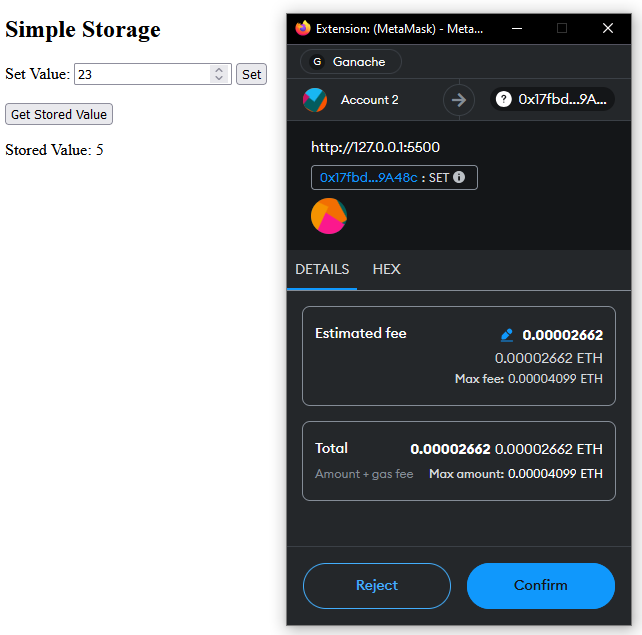 Simple Storage
Set Value: 23 Set
Get Stored Value
Stored Value: 5
Extension: (MetaMask) - Meta...
G Ganache
Account 2 ? 0x17fbd...9A...
http://127.0.0.1:5500
0x17fbd...9A48c : SET i
DETAILS HEX
Estimated fee 0.00002662
0.00002662 ETH
Max fee: 0.00004099 ETH
Total 0.00002662 0.00002662 ETH
Amount + gas fee Max amount: 0.00004099 ETH
Reject Confirm